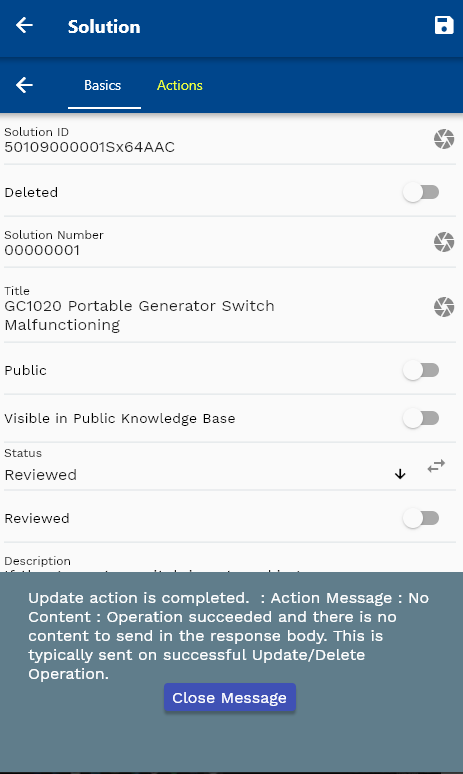 Solution
Basics Actions
Solution ID
50109000001Sx64AAC
Deleted
Solution Number
00000001
Title
GC1020 Portable Generator Switch
Malfunctioning
Public
Visible in Public Knowledge Base
Status
Reviewed
Reviewed
Description
Update action is completed.  : Action Message : No
Content : Operation succeeded and there is no
content to send in the response body. This is
typically sent on successful Update/Delete
Operation.
Close Message